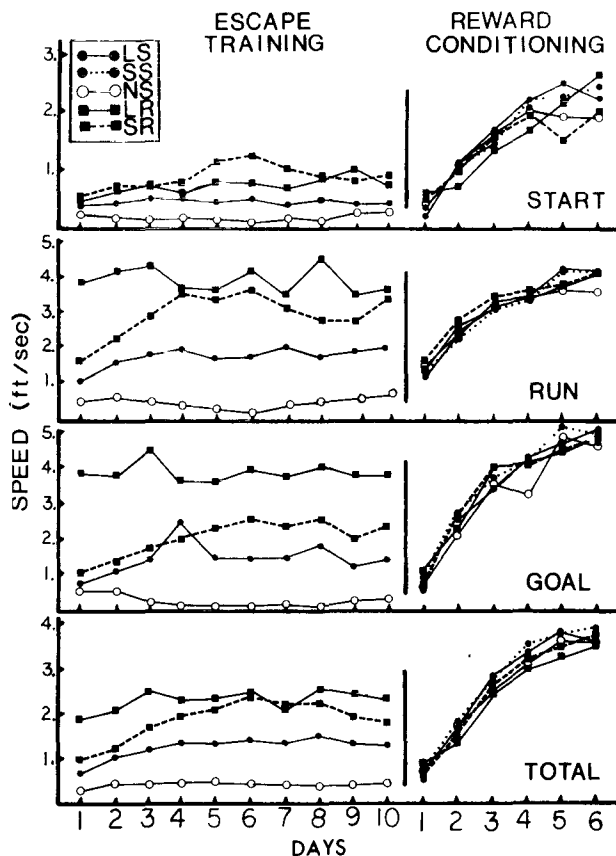 ESCAPE TRAINING
REWARD CONDITIONING
3.
2.
1.
LS
SS
NS
LR
SR
START
5.
4.
3.
2.
1.
RUN
5.
4.
3.
2.
1.
GOAL
4.
3.
2.
1.
TOTAL
SPEED (ft/sec)
1 2 3 4 5 6 7 8 9 10
1 2 3 4 5 6
DAYS